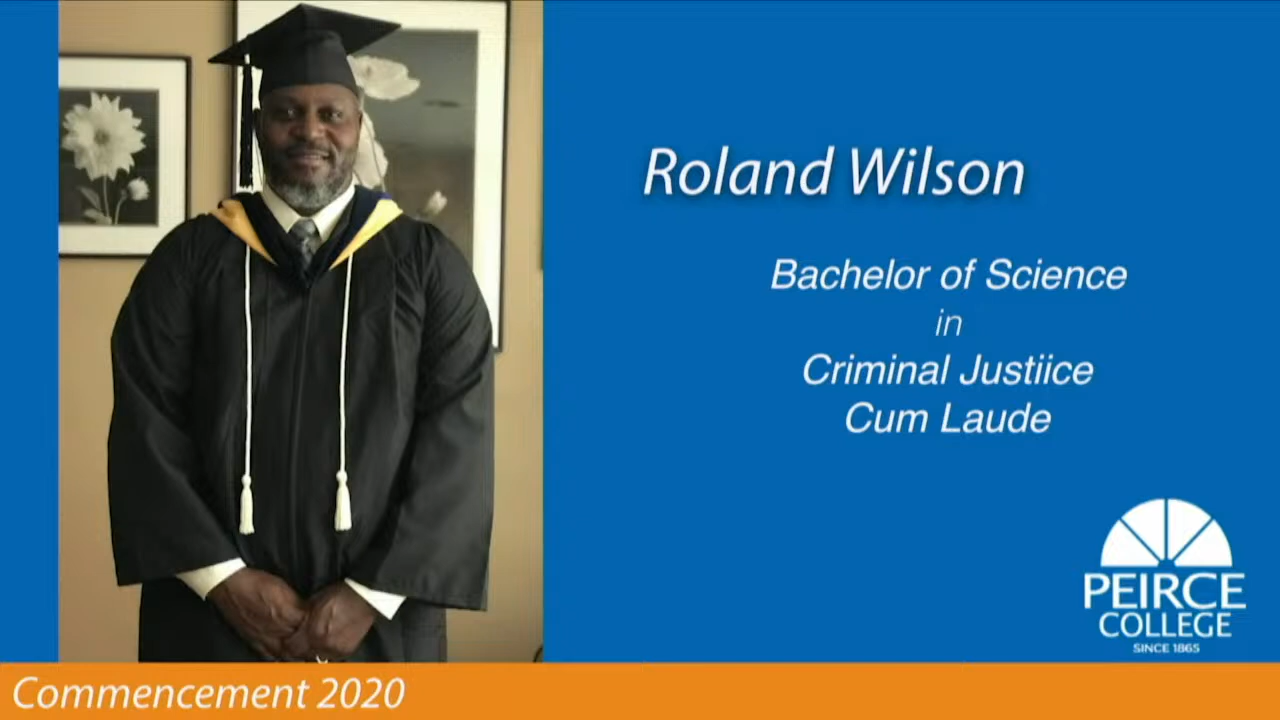 Roland Wilson
Bachelor of Science
in
Criminal Justiice
Cum Laude
PEIRCE
COLLEGE
SINCE 1865
Commencement 2020